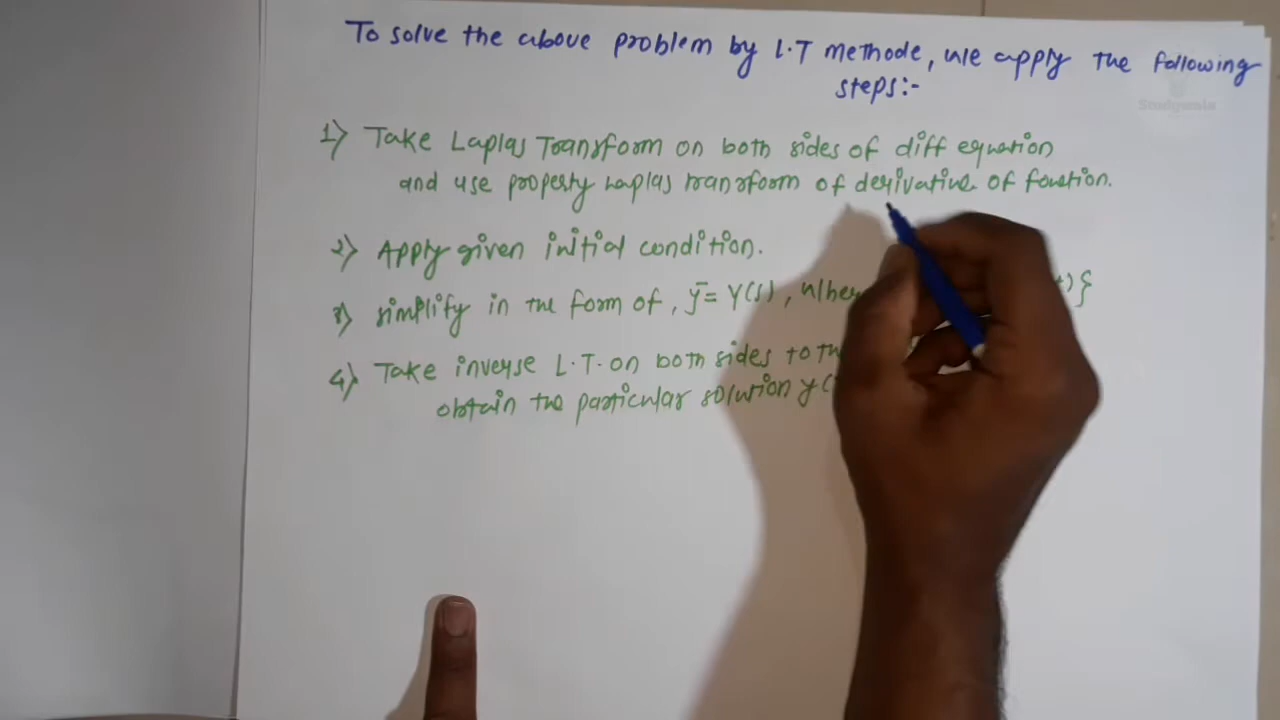 To solve the above problem by L.T methode, we apply the following
steps:-
1) Take Laplas Transform on both sides of diff equation
and use property Laplas transform of derivative of fonction.
2) Apply given initial condition.
3) simplify in the form of, ȳ = Y(s), t)}
4) Take inverse L.T. on both sides to
obtain the particular solution y(
Studywala